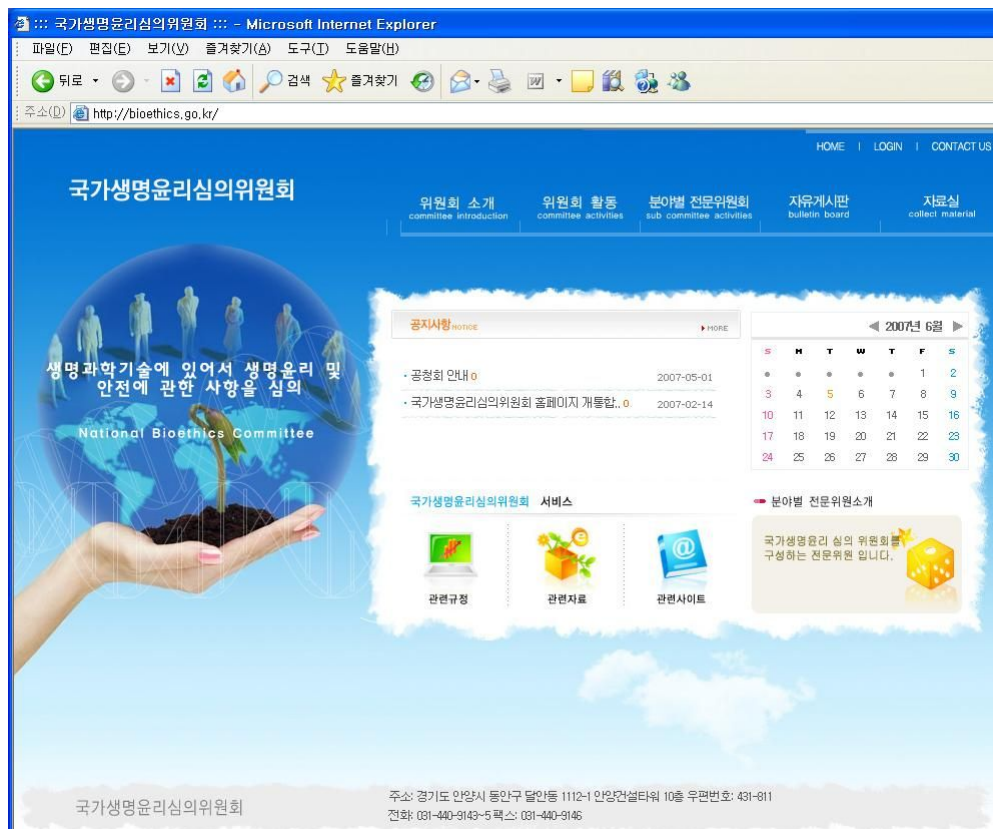 ::: 국가생명윤리심의위원회 ::: - Microsoft Internet Explorer
파일(F) 편집(E) 보기(V) 즐겨찾기(A) 도구(T) 도움말(H)
뒤로 검색 즐겨찾기
주소(D) http://bioethics.go.kr/
HOME | LOGIN | CONTACT US
국가생명윤리심의위원회
위원회 소개 위원회 활동 분야별 전문위원회 자유게시판 자료실
committee introduction committee activities sub committee activities bulletin board collect material
생명과학기술에 있어서 생명윤리 및
안전에 관한 사항을 심의
National Bioethics Committee
공지사항 NOTICE MORE
· 공청회 안내 0 2007-05-01
· 국가생명윤리심의위원회 홈페이지 개통합.. 0 2007-02-14
◀ 2007년 6월 ▶
S M T W T F S
1 2
3 4 5 6 7 8 9
10 11 12 13 14 15 16
17 18 19 20 21 22 23
24 25 26 27 28 29 30
국가생명윤리심의위원회 서비스
관련규정 관련자료 관련사이트
분야별 전문위원소개
국가생명윤리 심의 위원회를
구성하는 전문위원 입니다.
국가생명윤리심의위원회
주소: 경기도 안양시 동안구 달안동 1112-1 안양건설타워 10층 우편번호: 431-811
전화: 031-440-9143~5 팩스: 031-440-9146